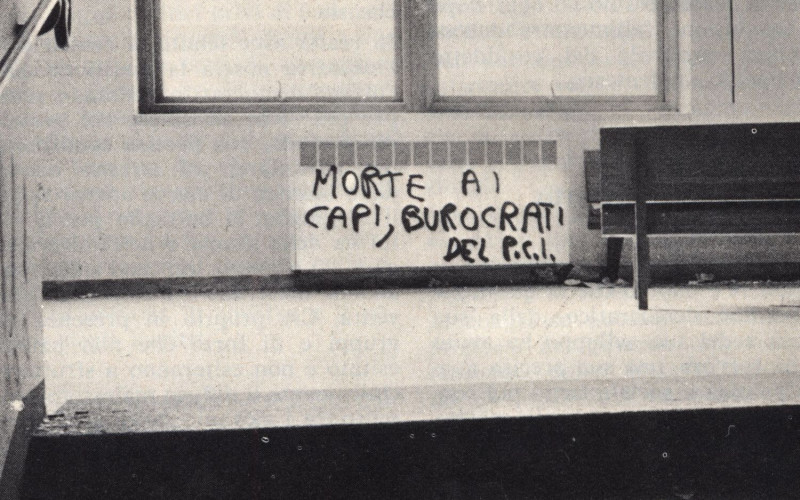 MORTE AI
CAPI, BUROCRATI
DEL P.C.I.